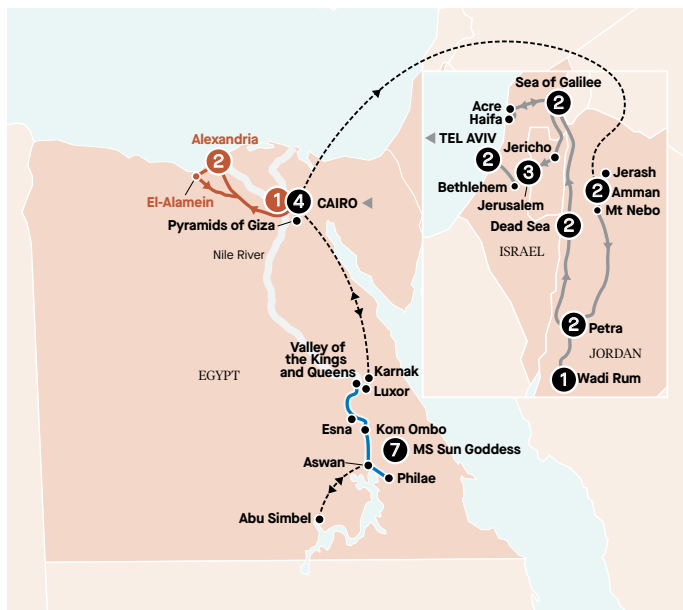 Sea of Galilee
2
Acre
Haifa
TEL AVIV
2
Jericho
3
Bethlehem
Jerusalem
Jerash
2
Amman
Mt Nebo
Dead Sea
2
ISRAEL
2
Petra
JORDAN
1
Wadi Rum
Alexandria
2
El-Alamein
1
4
CAIRO
Pyramids of Giza
Nile River
EGYPT
Valley of
the Kings
and Queens
Karnak
Luxor
Esna
Kom Ombo
7
MS Sun Goddess
Aswan
Philae
Abu Simbel